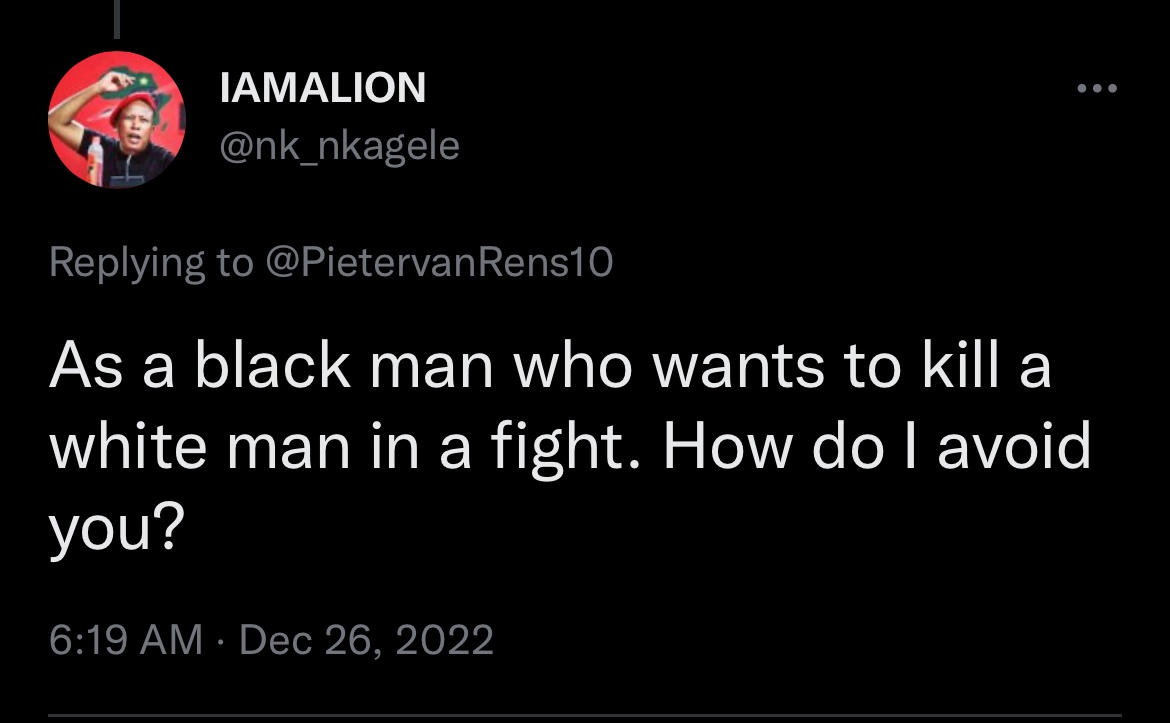 IAMALION
@nk_nkagele
Replying to @PietervanRens10
As a black man who wants to kill a
white man in a fight. How do I avoid
you?
6:19 AM · Dec 26, 2022